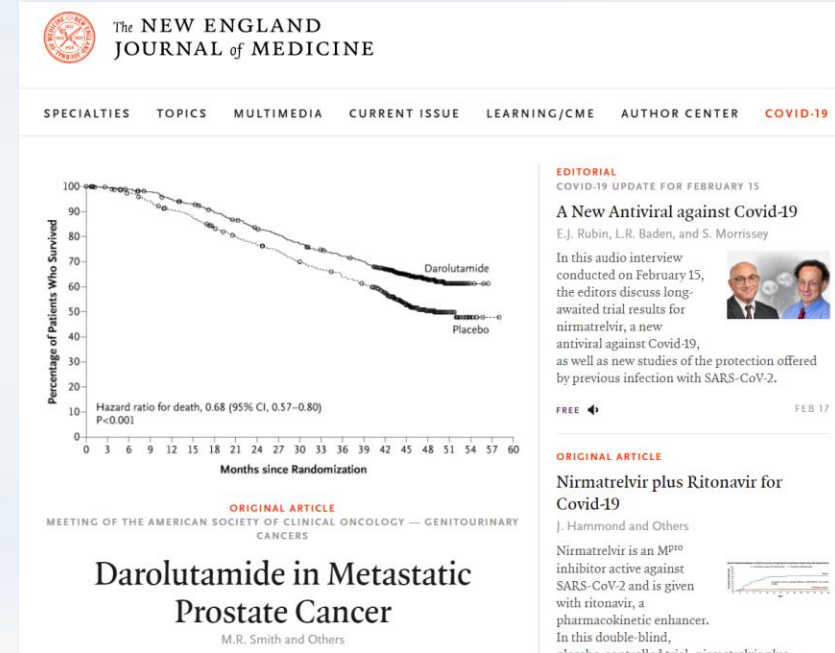 The NEW ENGLAND
JOURNAL of MEDICINE
SPECIALTIES TOPICS MULTIMEDIA CURRENT ISSUE LEARNING/CME AUTHOR CENTER COVID-19
Percentage of Patients Who Survived
100
90
80
70
60
50
40
30
20
10
0
Darolutamide
Placebo
Hazard ratio for death, 0.68 (95% CI, 0.57–0.80)
P<0.001
0 3 6 9 12 15 18 21 24 27 30 33 36 39 42 45 48 51 54 57 60
Months since Randomization
ORIGINAL ARTICLE
MEETING OF THE AMERICAN SOCIETY OF CLINICAL ONCOLOGY — GENITOURINARY
CANCERS
Darolutamide in Metastatic
Prostate Cancer
M.R. Smith and Others
EDITORIAL
COVID-19 UPDATE FOR FEBRUARY 15
A New Antiviral against Covid-19
E.J. Rubin, L.R. Baden, and S. Morrissey
In this audio interview
conducted on February 15,
the editors discuss long-
awaited trial results for
nirmatrelvir, a new
antiviral against Covid-19,
as well as new studies of the protection offered
by previous infection with SARS-CoV-2.
FREE FEB 17
ORIGINAL ARTICLE
Nirmatrelvir plus Ritonavir for
Covid-19
J. Hammond and Others
Nirmatrelvir is an Mpro
inhibitor active against
SARS-CoV-2 and is given
with ritonavir, a
pharmacokinetic enhancer.
In this double-blind,